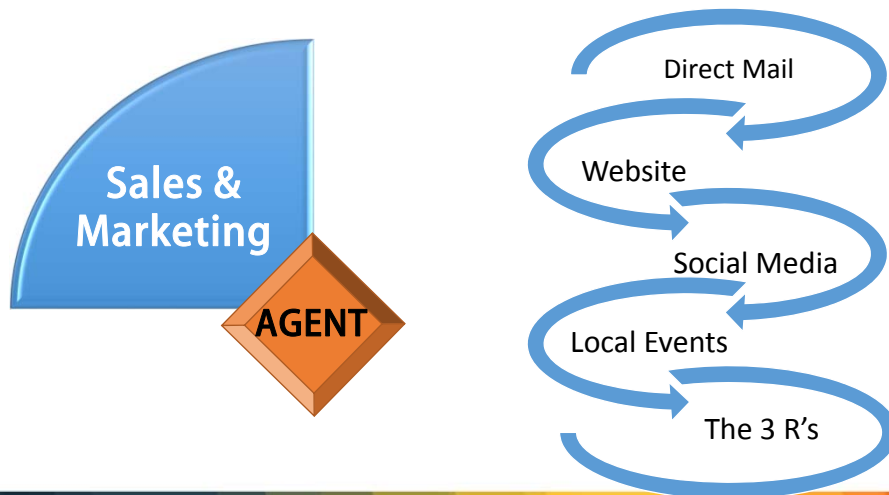 Sales &
Marketing
AGENT
Direct Mail
Website
Social Media
Local Events
The 3 R’s